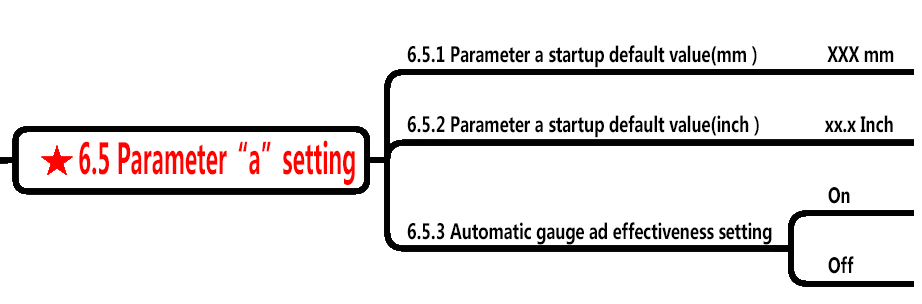 6.5.1 Parameter a startup default value(mm ) XXX mm
6.5.2 Parameter a startup default value(inch ) xx.x Inch
★ 6.5 Parameter “a” setting
On
6.5.3 Automatic gauge ad effectiveness setting
Off